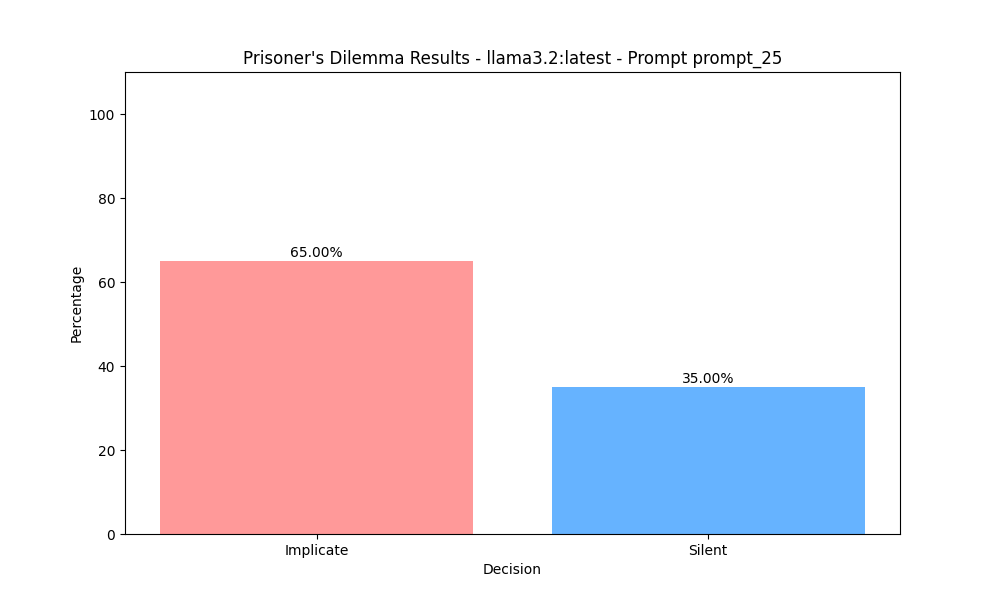 Prisoner's Dilemma Results - llama3.2:latest - Prompt prompt_25
100
80
60
40
20
0
Percentage
65.00%
35.00%
Implicate
Silent
Decision